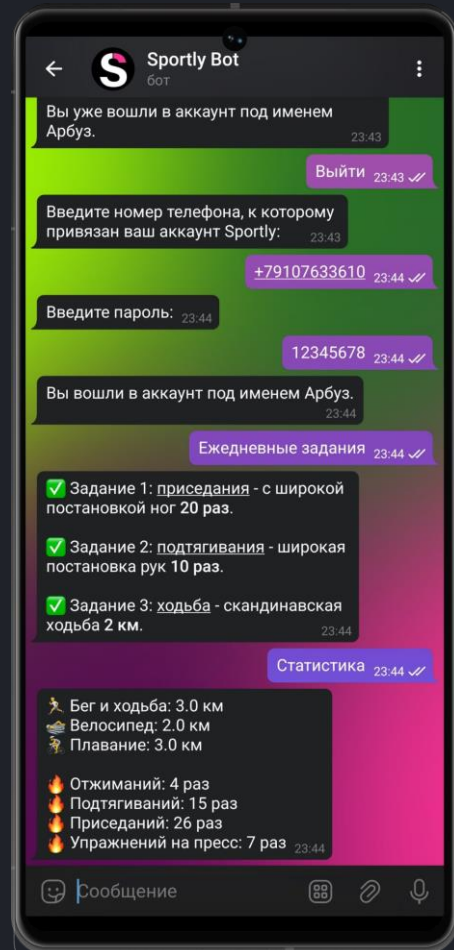 Sportly Bot
бот
Вы уже вошли в аккаунт под именем
Арбуз.
23:43
Выйти 23:43
Введите номер телефона, к которому
привязан ваш аккаунт Sportly: 23:43
+79107633610 23:44
Введите пароль: 23:44
12345678 23:44
Вы вошли в аккаунт под именем Арбуз.
23:44
Ежедневные задания 23:44
✅ Задание 1: приседания - с широкой
постановкой ног 20 раз.
✅ Задание 2: подтягивания - широкая
постановка рук 10 раз.
✅ Задание 3: ходьба - скандинавская
ходьба 2 км. 23:44
Статистика 23:44
Бег и ходьба: 3.0 км
Велосипед: 2.0 км
Плавание: 3.0 км
🔥 Отжиманий: 4 раз
🔥 Подтягиваний: 15 раз
🔥 Приседаний: 26 раз
🔥 Упражнений на пресс: 7 раз 23:44
Сообщение